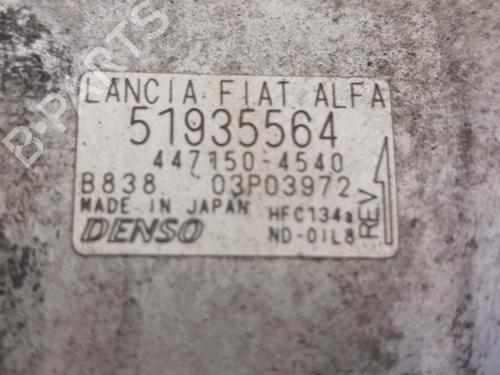 B-PARTS
LANCIA FIAT ALFA
51935564
447150-4540
B838 03P03972
MADE IN JAPAN HFC134a
DENSO ND-OIL8
REV